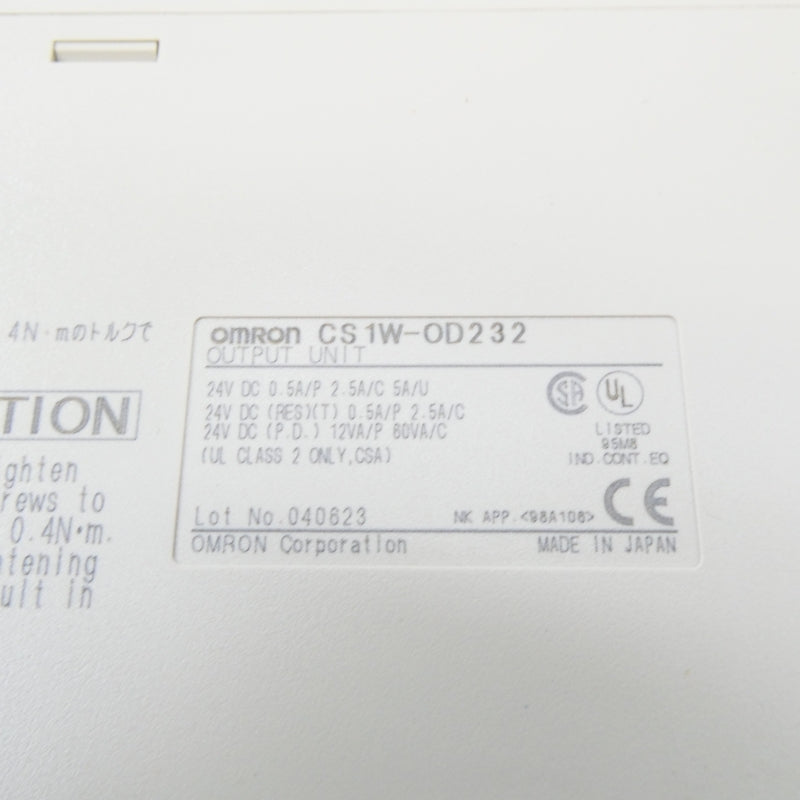 4N·mのトルクで
TION
ighten
rews to
0.4N•m.
tening
ult in
OMRON CS1W-OD232
OUTPUT UNIT
24V DC 0.5A/P 2.5A/C 5A/U
24V DC (RES)(T) 0.5A/P 2.5A/C
24V DC (P.D.) 12VA/P 60VA/C
(UL CLASS 2 ONLY,CSA)
SA
UL
LISTED
95M8
IND.CONT.EQ
Lot No.040623
NK APP.<98A106>
CE
OMRON Corporation
MADE IN JAPAN